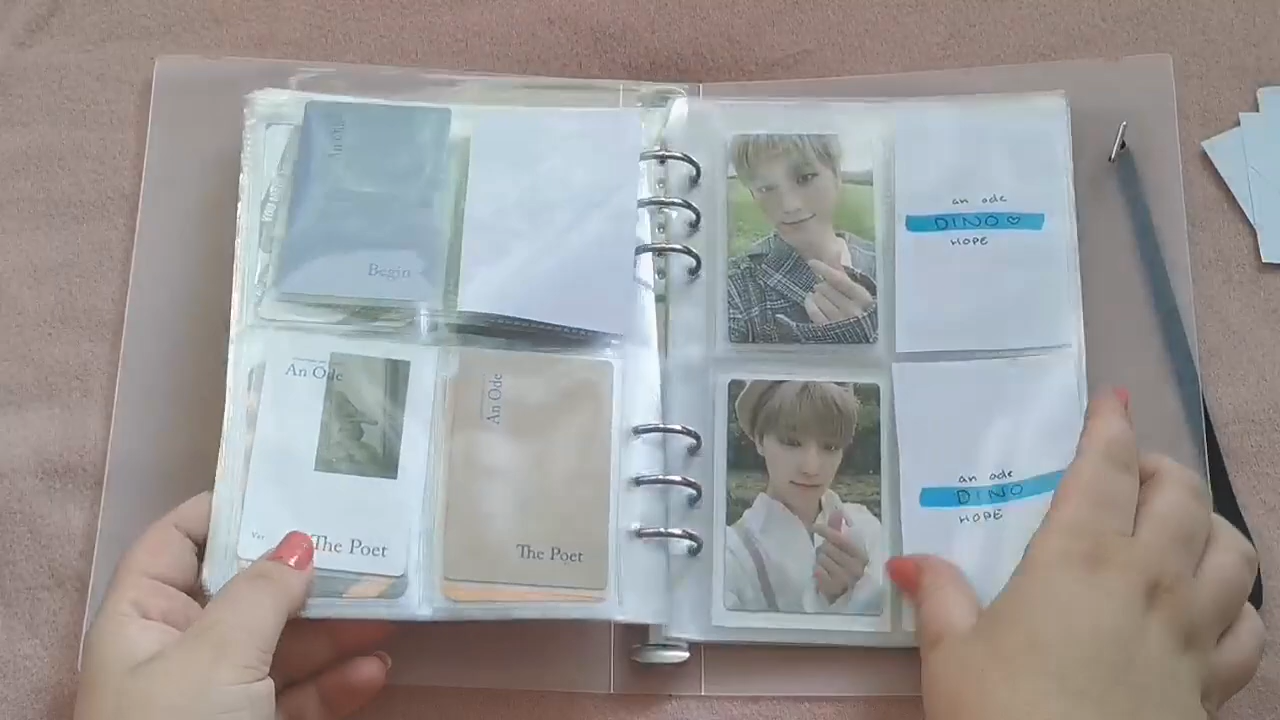 An Ode
Begin
An Ode
The Poet
An Ode
The Poet
an ode
DINO♡
HOPE
an ode
DINO
HOPE